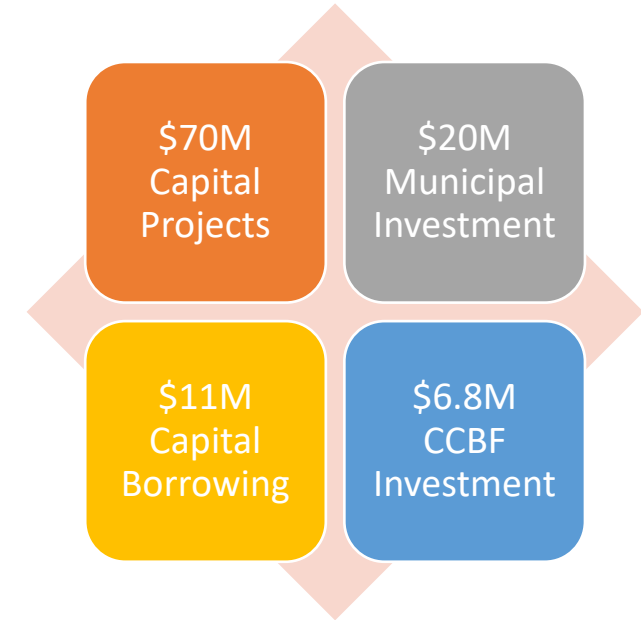 $70M
Capital
Projects
$20M
Municipal
Investment
$11M
Capital
Borrowing
$6.8M
CCBF
Investment